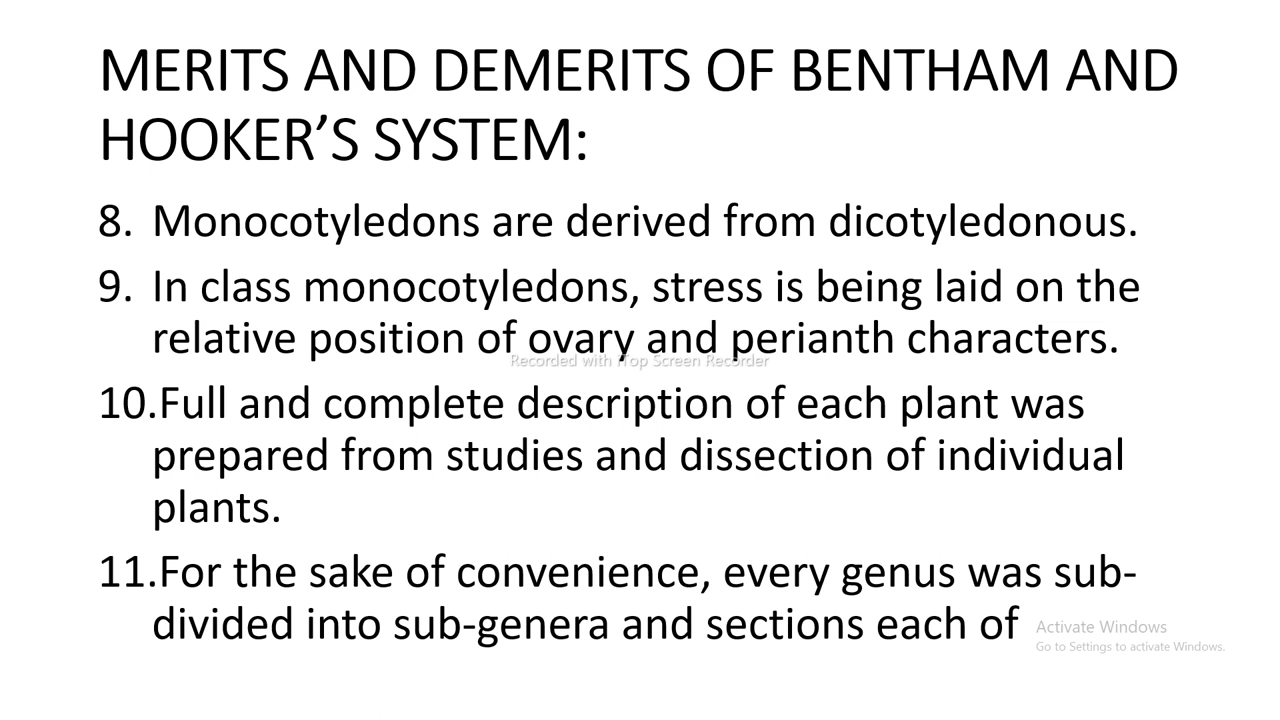 MERITS AND DEMERITS OF BENTHAM AND
HOOKER’S SYSTEM:
8. Monocotyledons are derived from dicotyledonous.
9. In class monocotyledons, stress is being laid on the
relative position of ovary and perianth characters.
Recorded with iTop Screen Recorder
10.Full and complete description of each plant was
prepared from studies and dissection of individual
plants.
11.For the sake of convenience, every genus was sub-
divided into sub-genera and sections each of
Activate Windows
Go to Settings to activate Windows.